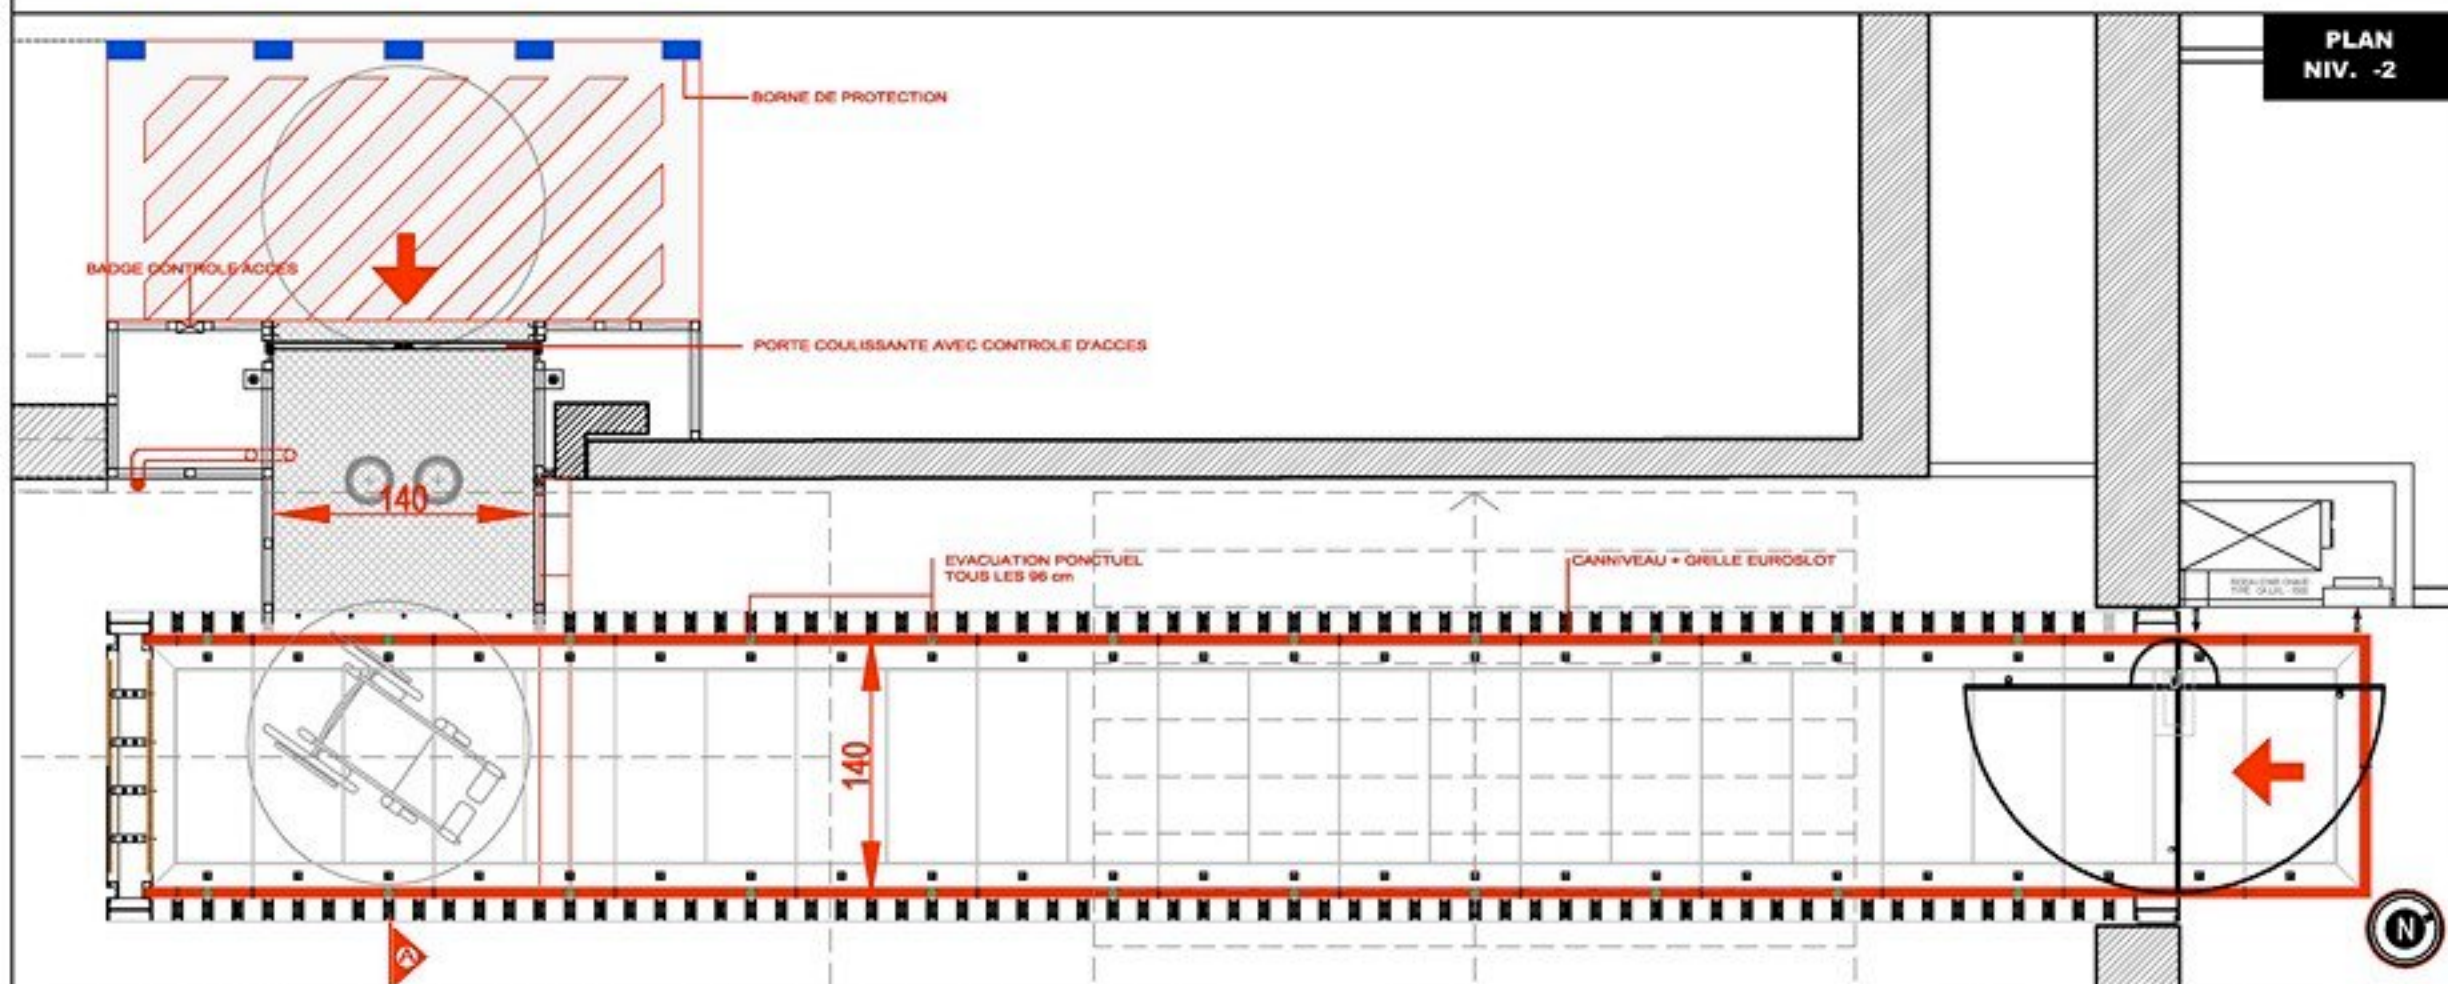 PLAN
NIV. -2
BORNE DE PROTECTION
BADGE CONTROLE ACCES
PORTE COULISSANTE AVEC CONTROLE D'ACCES
140
EVACUATION PONCTUEL
TOUS LES 96 cm
CANNIVEAU + GRILLE EUROSLOT
140
A
N